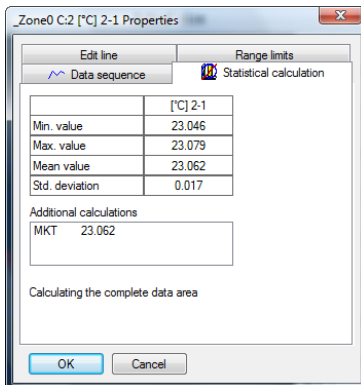 _Zone0 C:2 [°C] 2-1 Properties
Edit line Range limits
Data sequence Statistical calculation
[°C] 2-1
Min. value 23.046
Max. value 23.079
Mean value 23.062
Std. deviation 0.017
Additional calculations
MKT 23.062
Calculating the complete data area
OK Cancel